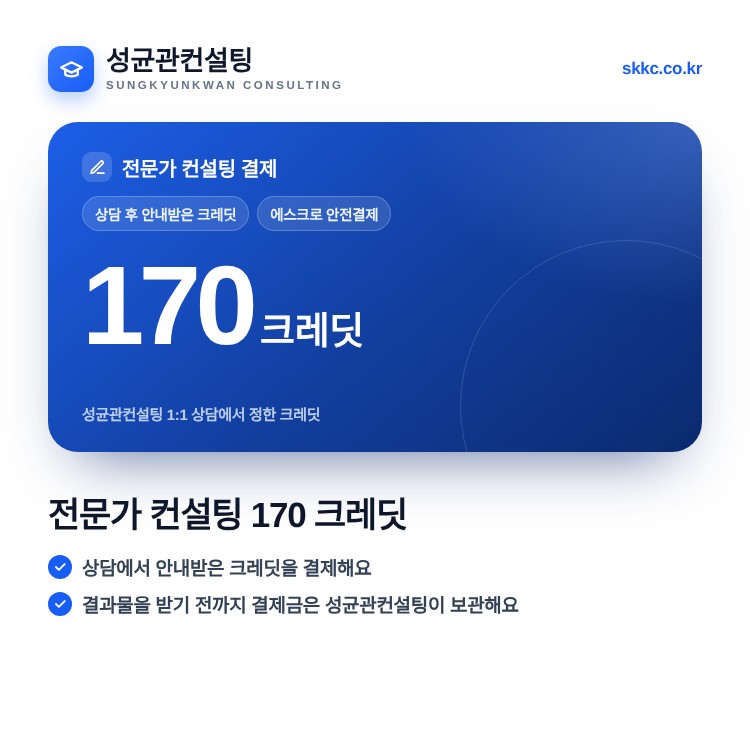 성균관컨설팅
SUNGKYUNKWAN CONSULTING
skkc.co.kr
전문가 컨설팅 결제
상담 후 안내받은 크레딧
에스크로 안전결제
170 크레딧
성균관컨설팅 1:1 상담에서 정한 크레딧
전문가 컨설팅 170 크레딧
상담에서 안내받은 크레딧을 결제해요
결과물을 받기 전까지 결제금은 성균관컨설팅이 보관해요